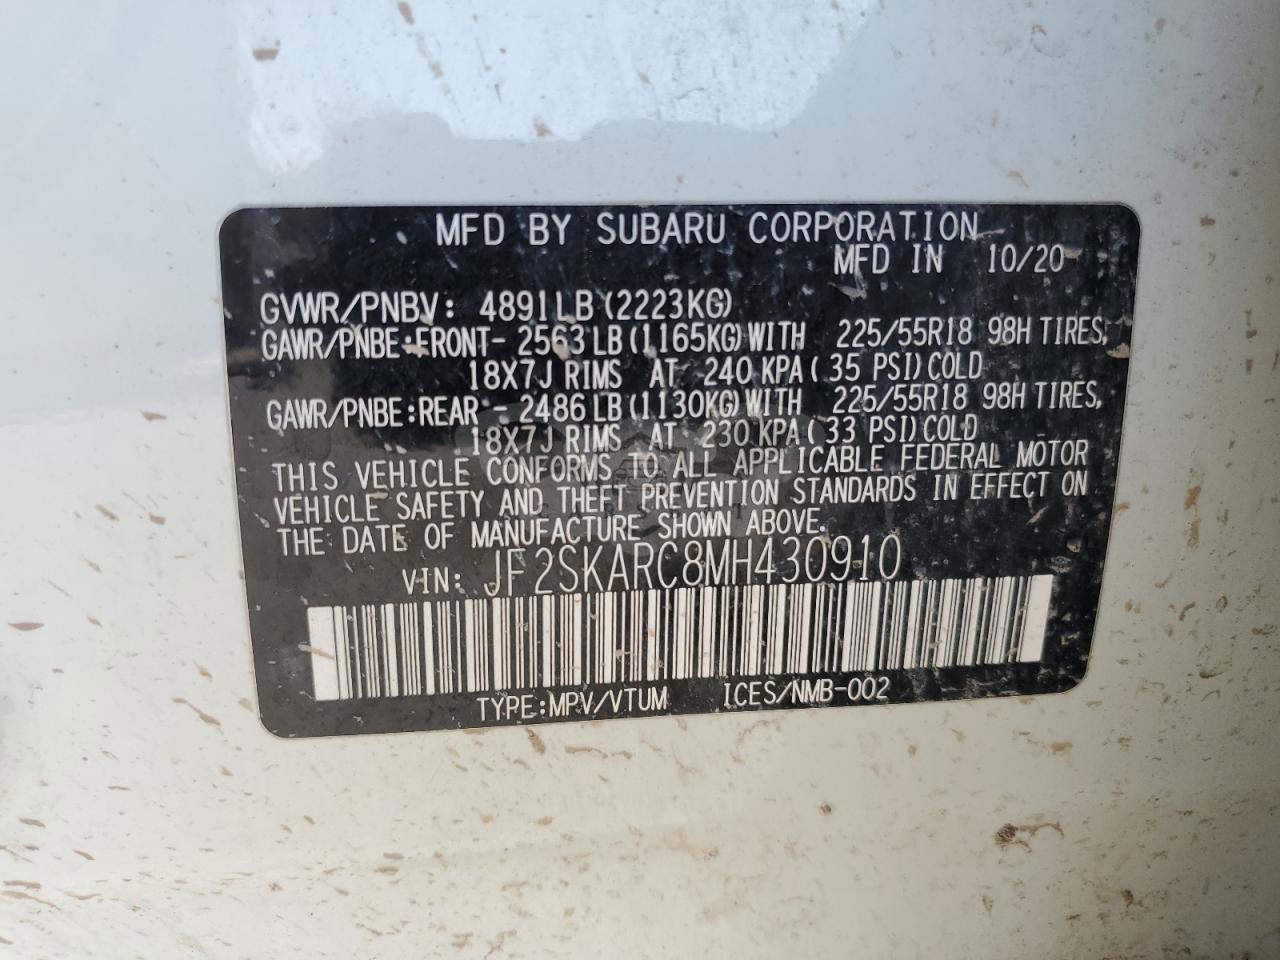 MFD BY SUBARU CORPORATION
MFD IN 10/20
GVWR/PNBV: 4891LB (2223KG)
GAWR/PNBE:FRONT- 2563LB (1165KG) WITH 225/55R18 98H TIRES,
18X7J RIMS AT 240 KPA( 35 PSI) COLD
GAWR/PNBE:REAR - 2486LB (1130KG) WITH 225/55R18 98H TIRES,
18X7J RIMS AT 230 KPA( 33 PSI) COLD
THIS VEHICLE CONFORMS TO ALL APPLICABLE FEDERAL MOTOR
VEHICLE SAFETY AND THEFT PREVENTION STANDARDS IN EFFECT ON
THE DATE OF MANUFACTURE SHOWN ABOVE.
VIN: JF2SKARC8MH430910
TYPE:MPV/VTUM ICES/NMB-002